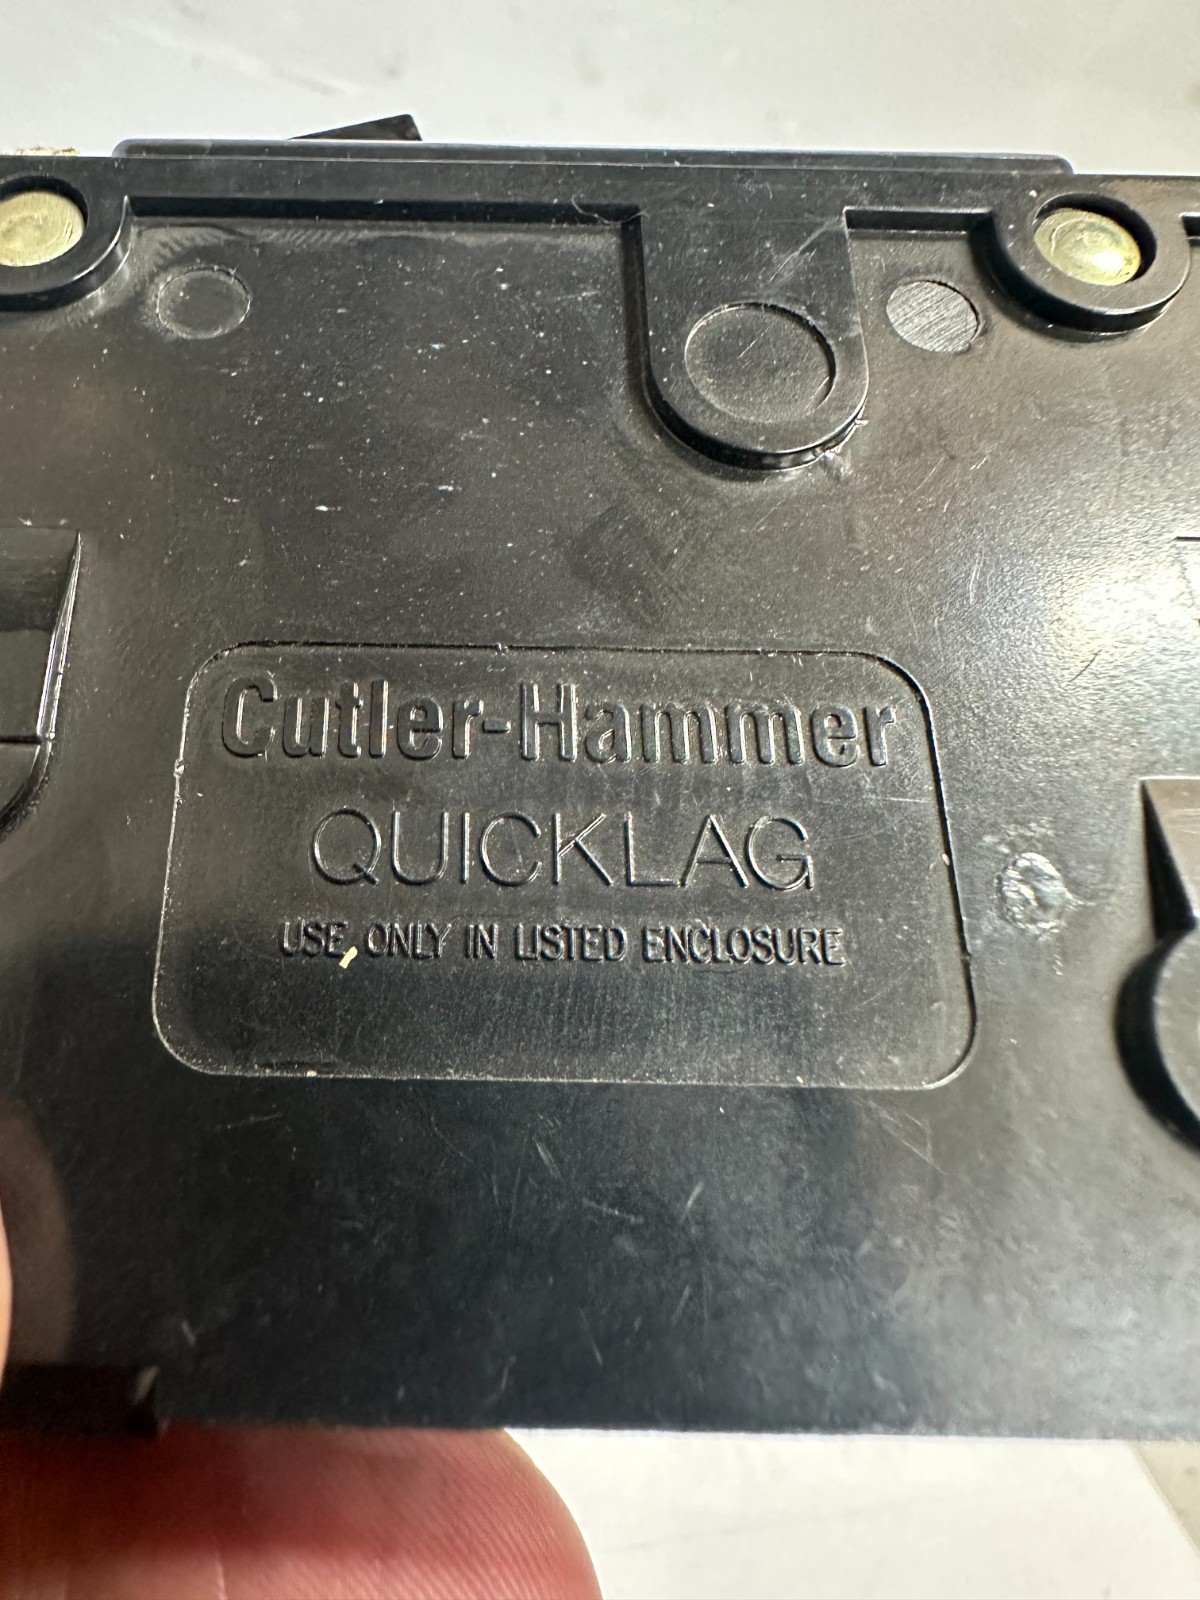 Cutler-Hammer
QUICKLAG
USE ONLY IN LISTED ENCLOSURE